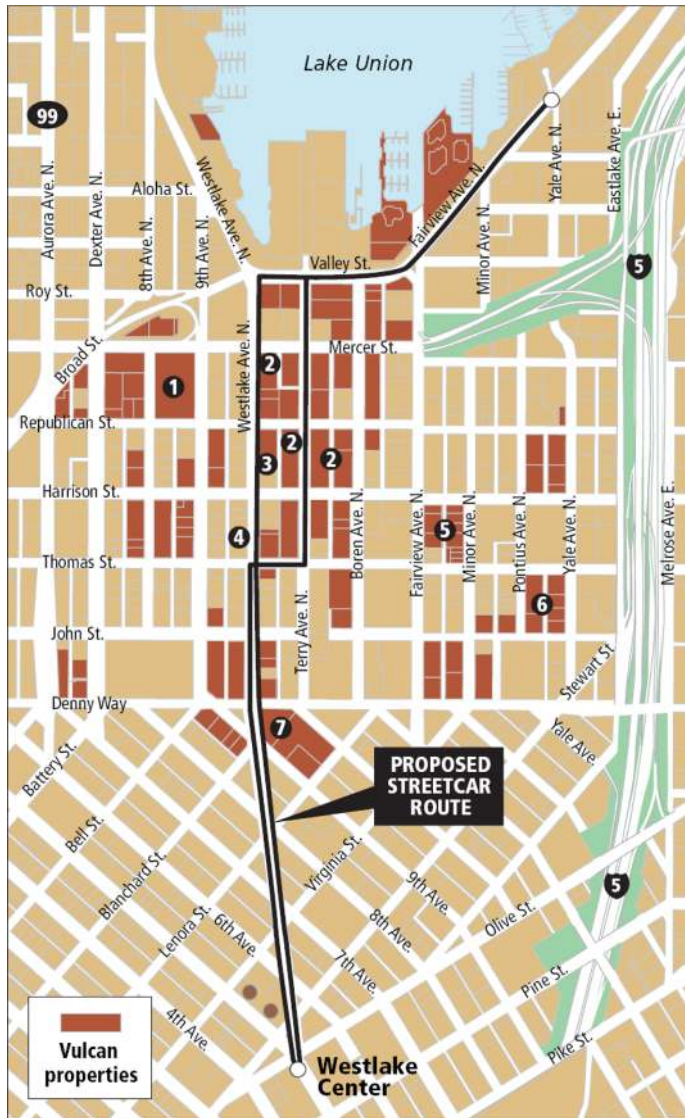 Lake Union
99
Aurora Ave. N.
Dexter Ave. N.
Aloha St.
8th Ave. N.
9th Ave. N.
Westlake Ave. N.
Fairview Ave. N.
Yale Ave. N.
Eastlake Ave. E.
Minor Ave. N.
5
Valley St.
Roy St.
Broad St.
Mercer St.
Westlake Ave. N.
1
2
Republican St.
3
2
2
Harrison St.
4
5
Boren Ave. N.
Fairview Ave. N.
Minor Ave. N.
Pontius Ave. N.
Yale Ave. N.
Melrose Ave. E.
Thomas St.
6
John St.
Terry Ave. N.
Stewart St.
Denny Way
7
Yale Ave.
PROPOSED
STREETCAR
ROUTE
Battery St.
Bell St.
Blanchard St.
Virginia St.
9th Ave.
8th Ave.
Olive St.
5
Lenora St.
6th Ave.
7th Ave.
Pine St.
4th Ave.
Pike St.
Vulcan
properties
Westlake
Center